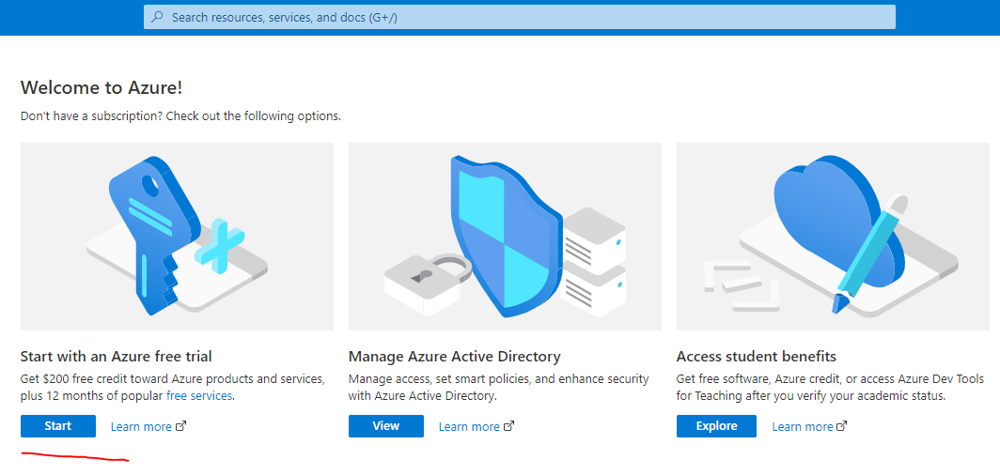 Search resources, services, and docs (G+/)
Welcome to Azure!
Don't have a subscription? Check out the following options.
Start with an Azure free trial
Get $200 free credit toward Azure products and services,
plus 12 months of popular free services.
Start
Learn more
Manage Azure Active Directory
Manage access, set smart policies, and enhance security
with Azure Active Directory.
View
Learn more
Access student benefits
Get free software, Azure credit, or access Azure Dev Tools
for Teaching after you verify your academic status.
Explore
Learn more